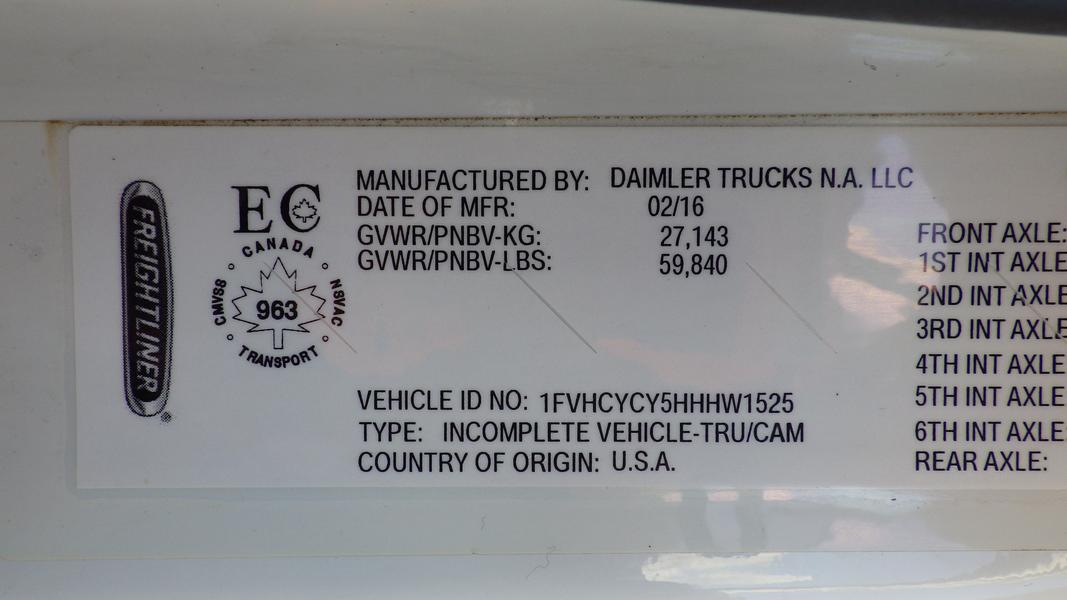 FREIGHTLINER®
EC
CANADA
CMVSS
963
NSVAC
TRANSPORT
MANUFACTURED BY: DAIMLER TRUCKS N.A. LLC
DATE OF MFR: 02/16
GVWR/PNBV-KG: 27,143
GVWR/PNBV-LBS: 59,840
VEHICLE ID NO: 1FVHCYCY5HHHW1525
TYPE: INCOMPLETE VEHICLE-TRU/CAM
COUNTRY OF ORIGIN: U.S.A.
FRONT AXLE:
1ST INT AXLE
2ND INT AXLE
3RD INT AXLE
4TH INT AXLE
5TH INT AXLE
6TH INT AXLE:
REAR AXLE: